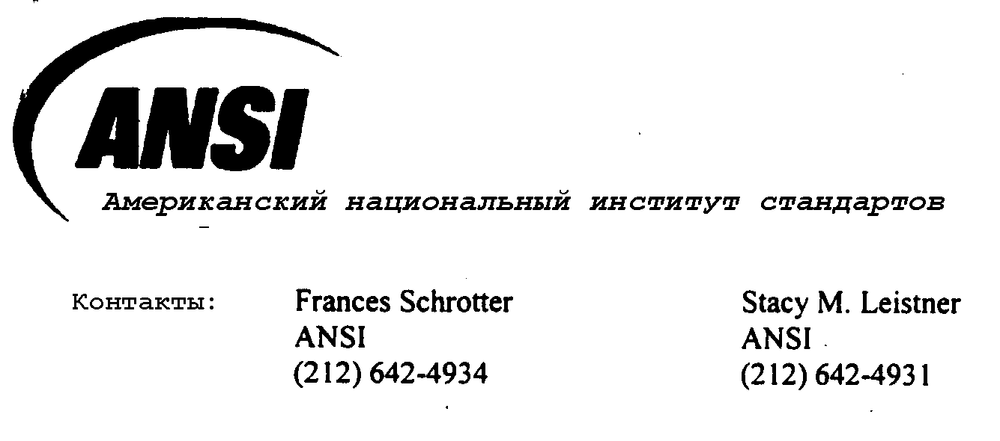 ANSI
Американский национальный институт стандартов
Контакты: Frances Schrotter Stacy M. Leistner
ANSI ANSI
(212) 642-4934 (212) 642-4931